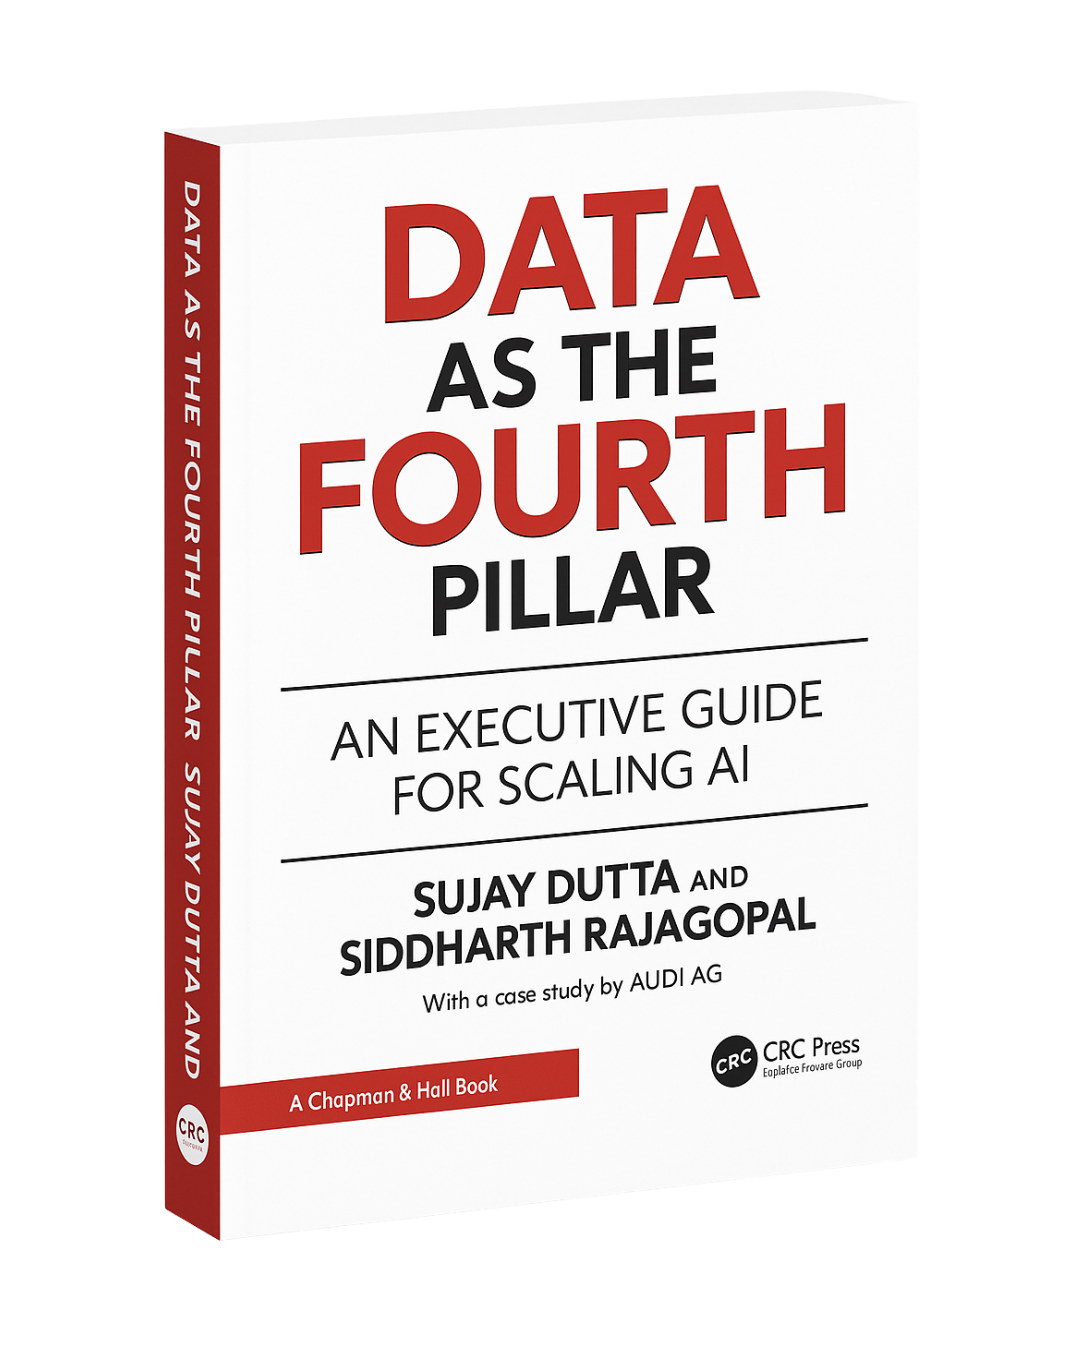 DATA AS THE FOURTH PILLAR SUJAY DUTTA AND
CRC
DATA
AS THE
FOURTH
PILLAR
AN EXECUTIVE GUIDE
FOR SCALING AI
SUJAY DUTTA AND
SIDDHARTH RAJAGOPAL
With a case study by AUDI AG
CRC
CRC Press
Eaplafce Frovare Group
A Chapman & Hall Book